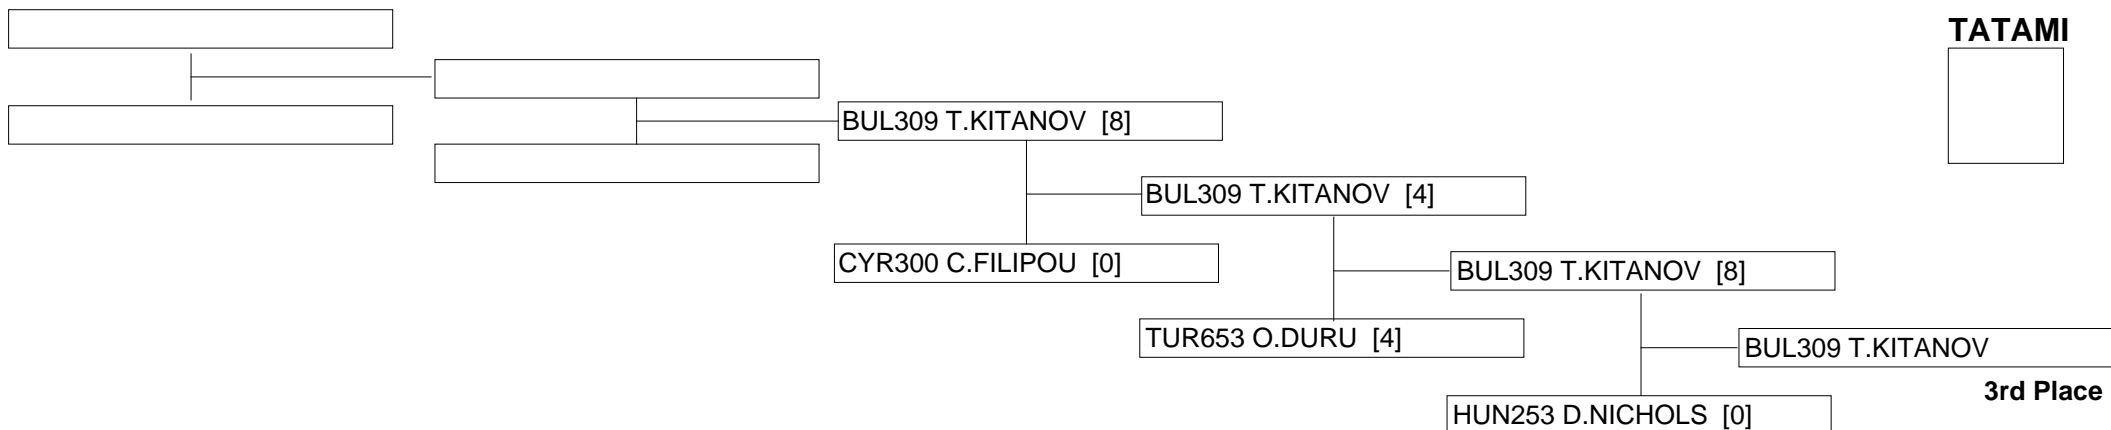 TATAMI
BUL309 T.KITANOV [8]
BUL309 T.KITANOV [4]
CYR300 C.FILIPOU [0]
BUL309 T.KITANOV [8]
TUR653 O.DURU [4]
BUL309 T.KITANOV
3rd Place
HUN253 D.NICHOLS [0]